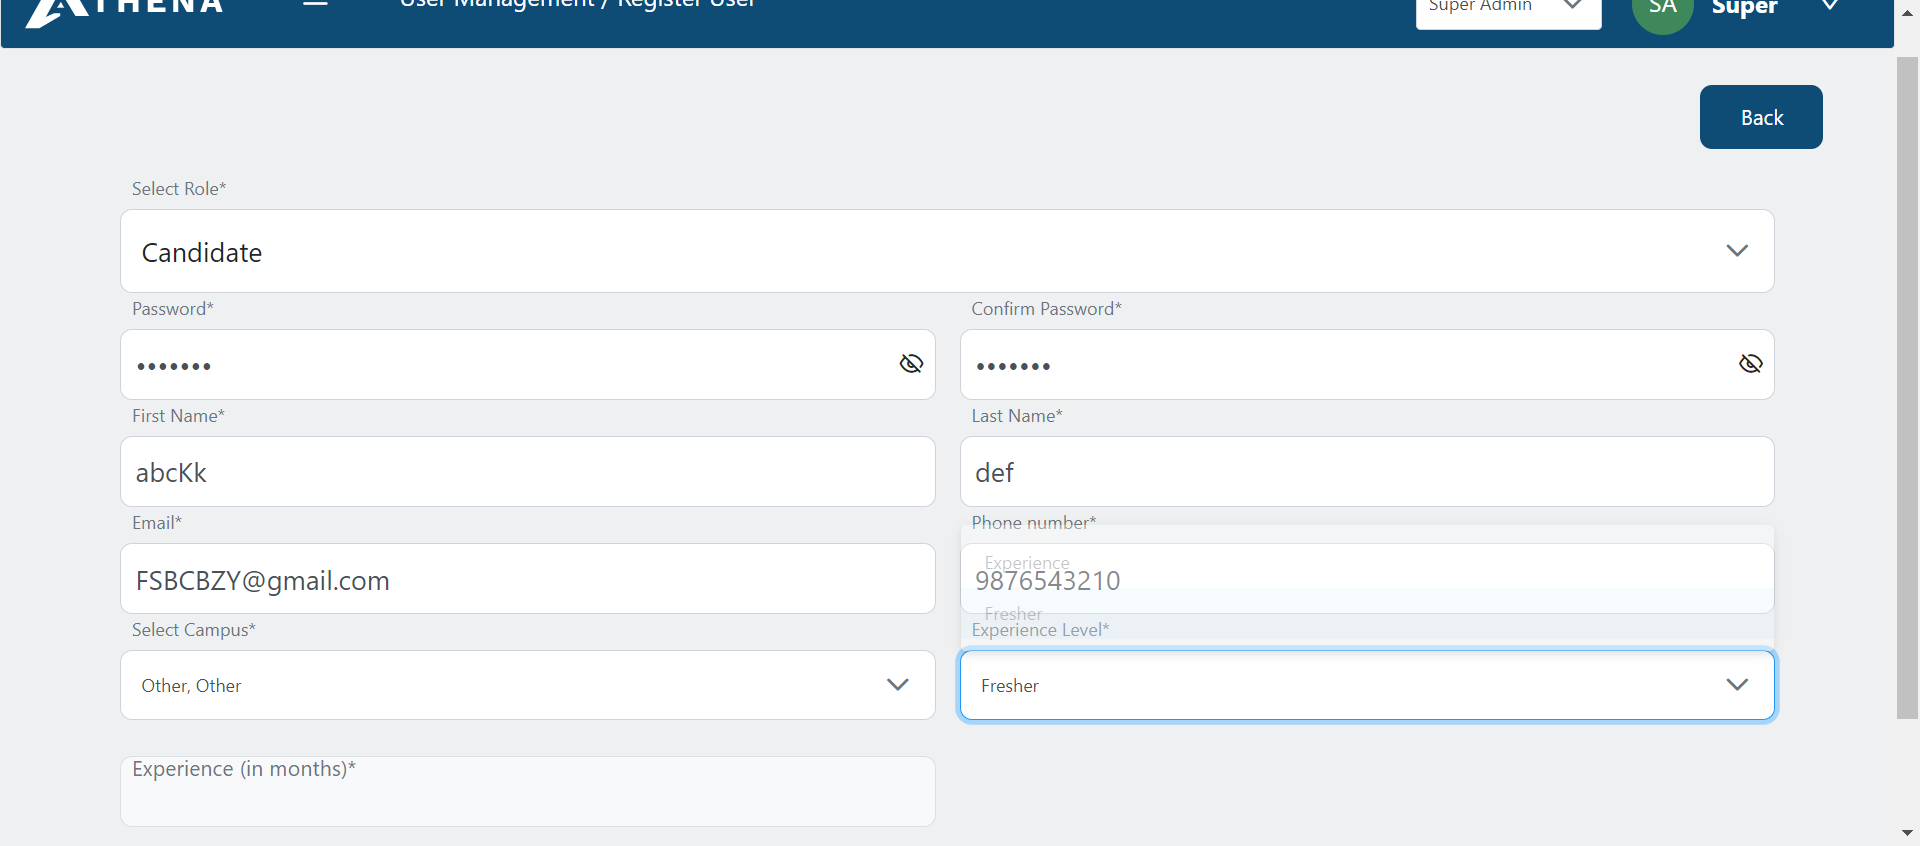 ATHENA
User Management / Register User
Super Admin
SA
Super
Back
Select Role*
Candidate
Password*
Confirm Password*
•••••••
•••••••
First Name*
Last Name*
abcKk
def
Email*
Phone number*
FSBCBZY@gmail.com
Experience
9876543210
Fresher
Select Campus*
Experience Level*
Other, Other
Fresher
Experience (in months)*